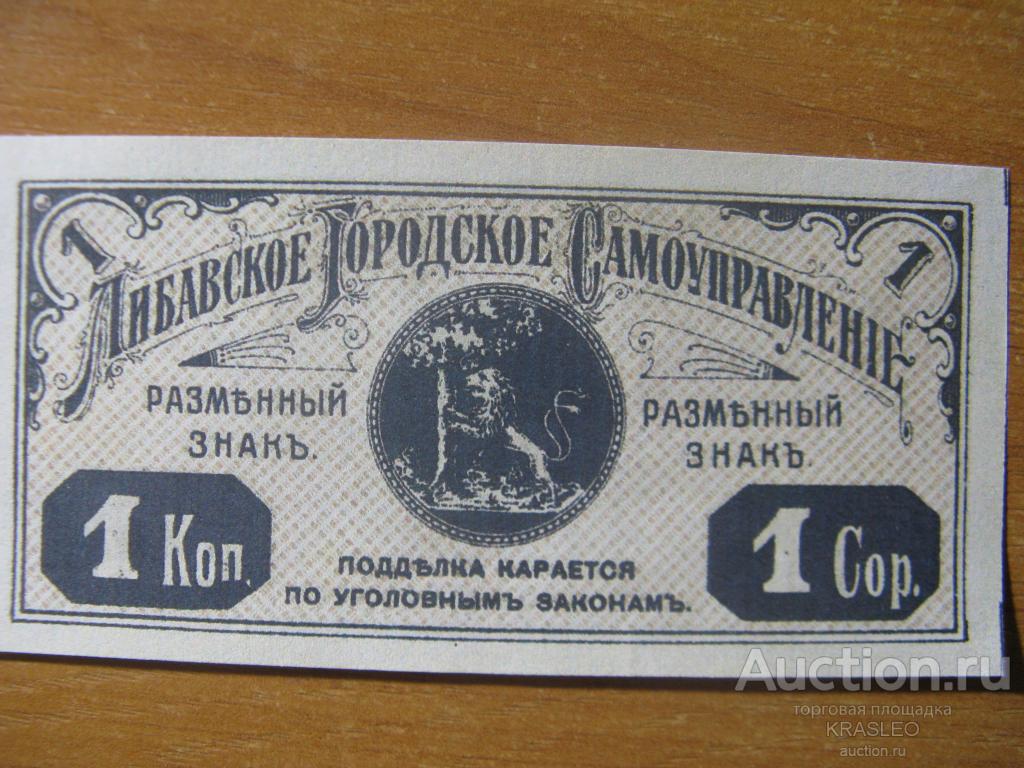 1
1
Либавское Городское Самоуправленіе
РАЗМѢННЫЙ
ЗНАКЪ.
РАЗМѢННЫЙ
ЗНАКЪ.
1 Коп.
1 Cop.
ПОДДѢЛКА КАРАЕТСЯ
ПО УГОЛОВНЫМЪ ЗАКОНАМЪ.
Auction.ru
торговая площадка
KRASLEO
auction.ru